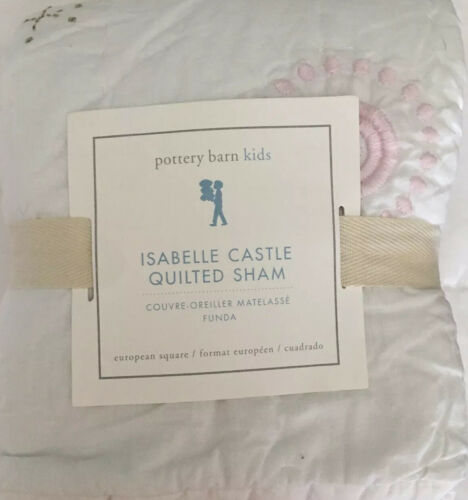 pottery barn kids
ISABELLE CASTLE
QUILTED SHAM
COUVRE-OREILLER MATELASSÉ
FUNDA
european square / format européen / cuadrado